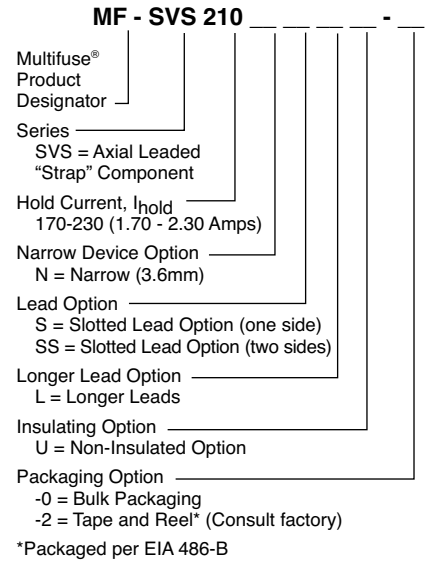 MF - SVS 210 __ __ __ __ - __
Multifuse®
Product
Designator
Series
SVS = Axial Leaded
“Strap” Component
Hold Current, Ihold
170-230 (1.70 - 2.30 Amps)
Narrow Device Option
N = Narrow (3.6mm)
Lead Option
S = Slotted Lead Option (one side)
SS = Slotted Lead Option (two sides)
Longer Lead Option
L = Longer Leads
Insulating Option
U = Non-Insulated Option
Packaging Option
-0 = Bulk Packaging
-2 = Tape and Reel* (Consult factory)
*Packaged per EIA 486-B